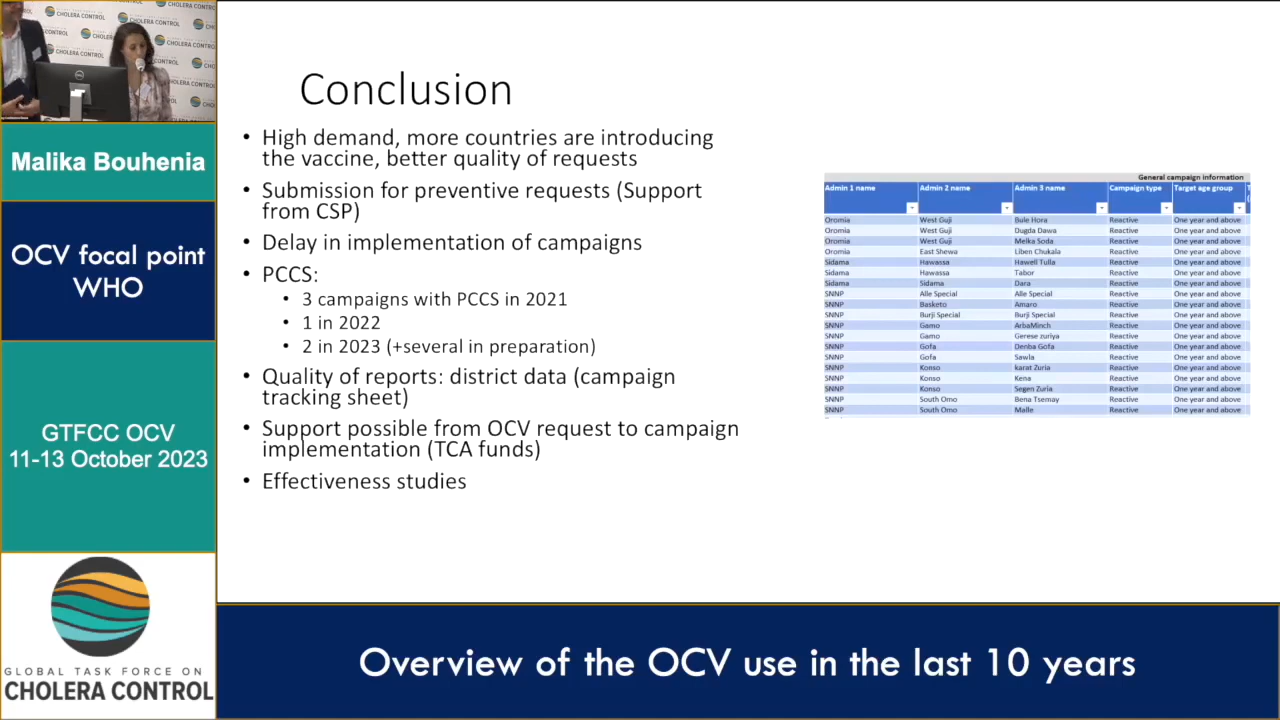 GLOBAL TASK FORCE ON
CHOLERA CONTROL
DELL
Malika Bouhenia
OCV focal point
WHO
GTFCC OCV
11-13 October 2023
GLOBAL TASK FORCE ON
CHOLERA CONTROL
Conclusion
• High demand, more countries are introducing
the vaccine, better quality of requests
• Submission for preventive requests (Support
from CSP)
• Delay in implementation of campaigns
• PCCS:
• 3 campaigns with PCCS in 2021
• 1 in 2022
• 2 in 2023 (+several in preparation)
• Quality of reports: district data (campaign
tracking sheet)
• Support possible from OCV request to campaign
implementation (TCA funds)
• Effectiveness studies
General campaign information
Admin 1 name Admin 2 name Admin 3 name Campaign type Target age group
Oromia West Guji Bule Hora Reactive One year and above
Oromia West Guji Dugda Dawa Reactive One year and above
Oromia West Guji Melka Soda Reactive One year and above
Oromia East Shewa Liben Chukala Reactive One year and above
Sidama Hawassa Hawell Tulla Reactive One year and above
Sidama Hawassa Tabor Reactive One year and above
Sidama Sidama Dara Reactive One year and above
SNNP Alle Special Alle Special Reactive One year and above
SNNP Basketo Amaro Reactive One year and above
SNNP Burji Special Burji Special Reactive One year and above
SNNP Gamo ArbaMinch Reactive One year and above
SNNP Gamo Gerese zuriya Reactive One year and above
SNNP Gofa Denba Gofa Reactive One year and above
SNNP Gofa Sawla Reactive One year and above
SNNP Konso karat Zuria Reactive One year and above
SNNP Konso Kena Reactive One year and above
SNNP Konso Segen Zuria Reactive One year and above
SNNP South Omo Bena Tsemay Reactive One year and above
SNNP South Omo Malle Reactive One year and above
Overview of the OCV use in the last 10 years